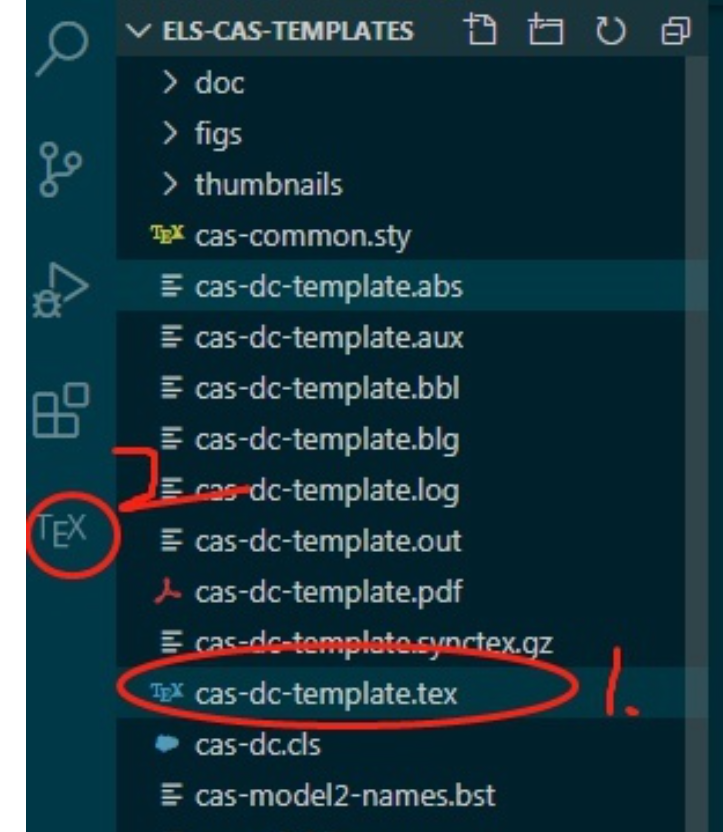 ELS-CAS-TEMPLATES
doc
figs
thumbnails
TEX cas-common.sty
cas-dc-template.abs
cas-dc-template.aux
cas-dc-template.bbl
cas-dc-template.blg
2
cas-dc-template.log
TEX
cas-dc-template.out
cas-dc-template.pdf
cas-dc-template.synctex.gz
TEX cas-dc-template.tex 1.
cas-dc.cls
cas-model2-names.bst